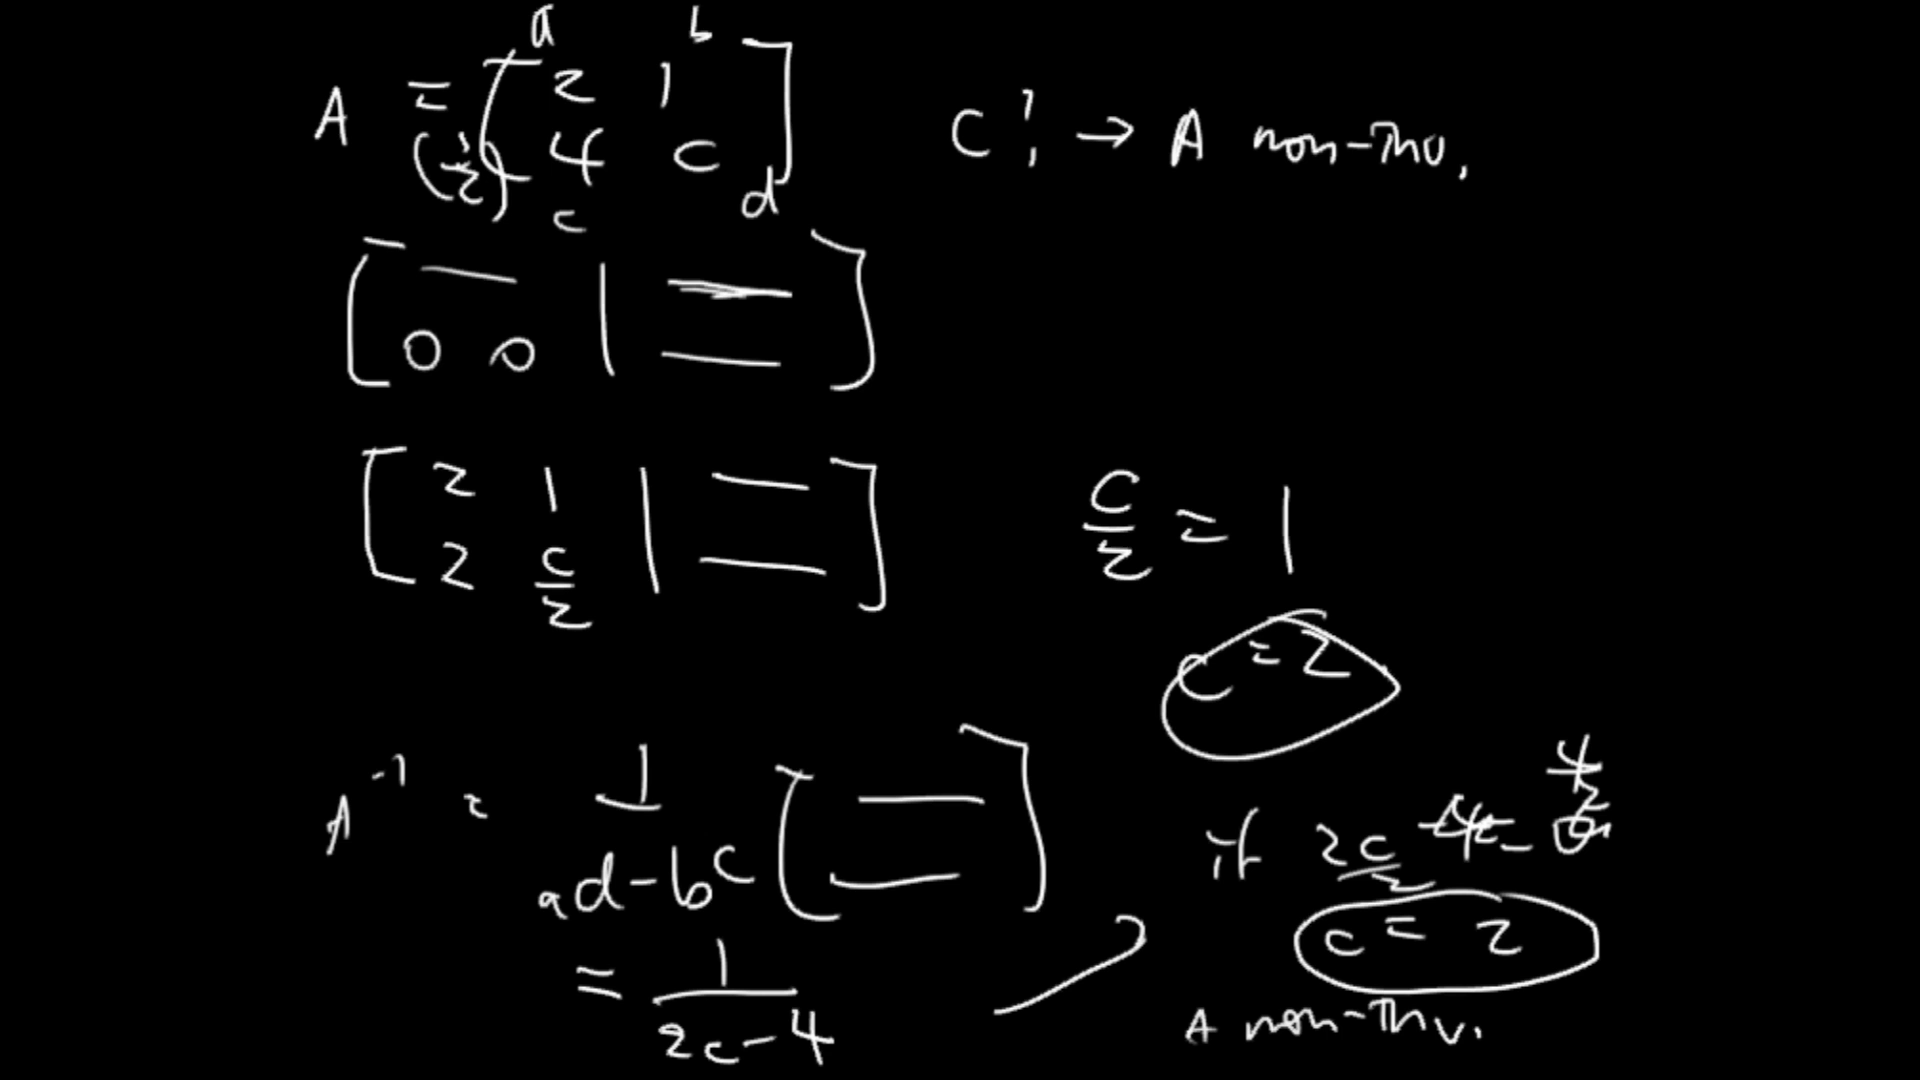 a b
A = [ 2 1 ] C? → A non-Inv.
(1/2) 4 c
c d
[ — | — ]
0 0 | —
[ 2 1 | — ] C/2 = 1
2 c/2 | —
c = 2
A⁻¹ = 1/(ad-bc) [ — ] if 2c/2
c = 2
= 1/(2c-4) A non-Inv.